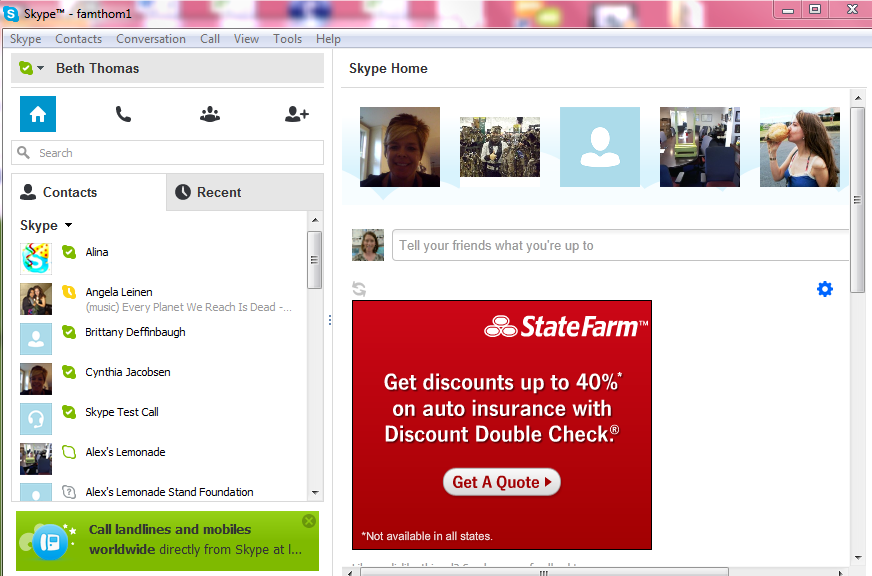 Skype™ - famthom1
Skype Contacts Conversation Call View Tools Help
Beth Thomas
Search
Contacts
Recent
Skype
Alina
Angela Leinen
(music) Every Planet We Reach Is Dead -...
Brittany Deffinbaugh
Cynthia Jacobsen
Skype Test Call
Alex's Lemonade
Alex's Lemonade Stand Foundation
Call landlines and mobiles
worldwide directly from Skype at l...
Skype Home
Tell your friends what you're up to
StateFarm™
Get discounts up to 40%*
on auto insurance with
Discount Double Check.®
Get A Quote
*Not available in all states.